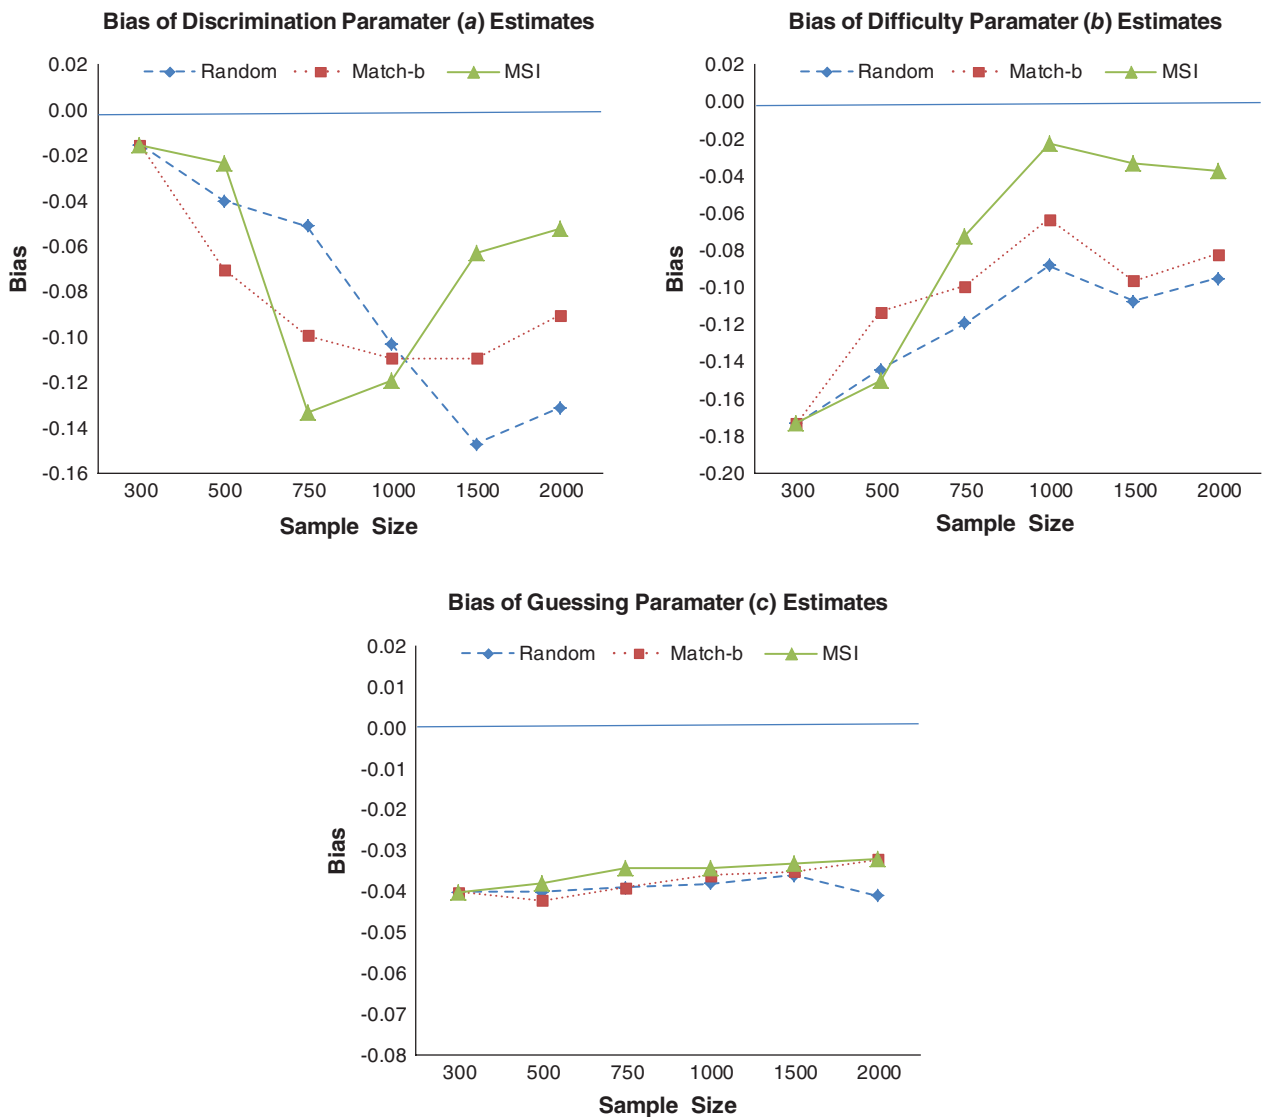 Bias of Discrimination Paramater (a) Estimates
Random Match-b MSI
0.02
0.00
-0.02
-0.04
-0.06
-0.08
-0.10
-0.12
-0.14
-0.16
Bias
300 500 750 1000 1500 2000
Sample Size
Bias of Difficulty Paramater (b) Estimates
Random Match-b MSI
0.02
0.00
-0.02
-0.04
-0.06
-0.08
-0.10
-0.12
-0.14
-0.16
-0.18
-0.20
Bias
300 500 750 1000 1500 2000
Sample Size
Bias of Guessing Paramater (c) Estimates
Random Match-b MSI
0.02
0.01
0.00
-0.01
-0.02
-0.03
-0.04
-0.05
-0.06
-0.07
-0.08
Bias
300 500 750 1000 1500 2000
Sample Size